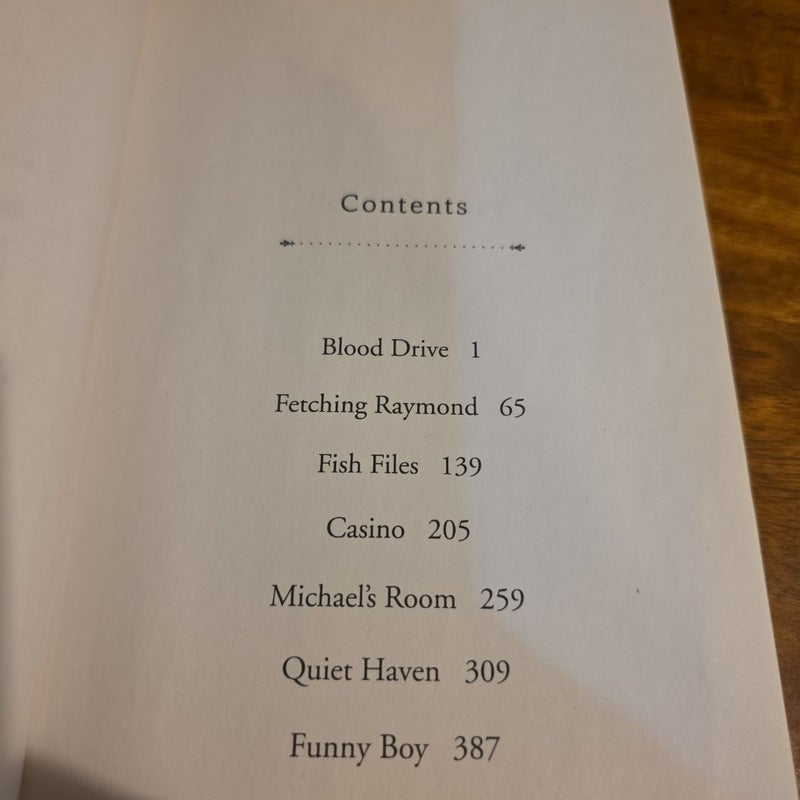 Contents
Blood Drive 1
Fetching Raymond 65
Fish Files 139
Casino 205
Michael's Room 259
Quiet Haven 309
Funny Boy 387